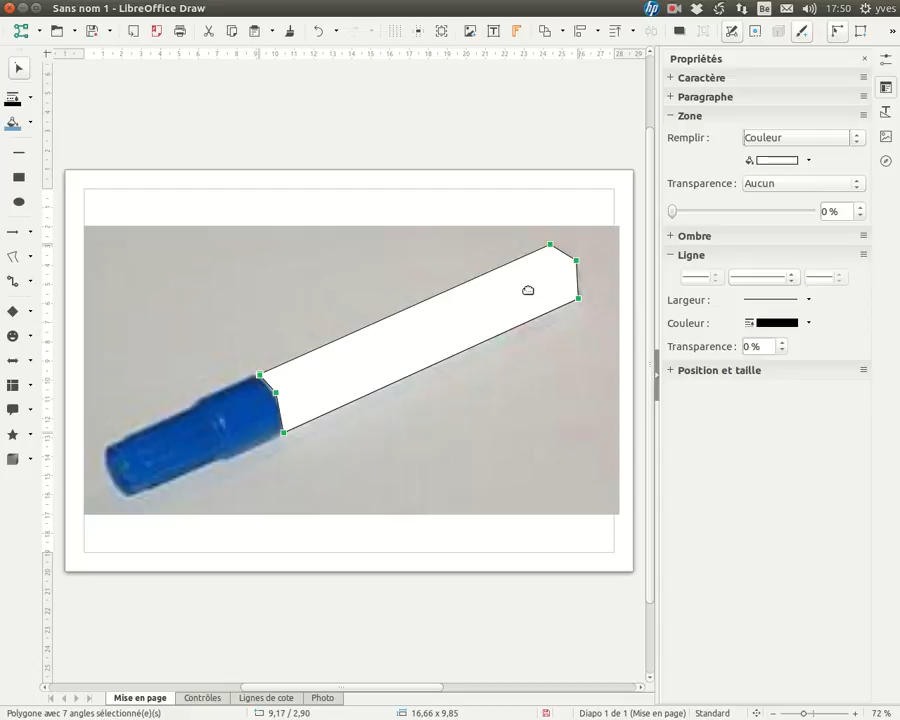 Sans nom 1 - LibreOffice Draw
Be
17:50
yves
Propriétés
Caractère
Paragraphe
Zone
Remplir :
Couleur
Transparence :
Aucun
0 %
Ombre
Ligne
Largeur :
Couleur :
Transparence :
0 %
Position et taille
Mise en page
Contrôles
Lignes de cote
Photo
Polygone avec 7 angles sélectionné(e)(s)
9,17 / 2,90
16,66 x 9,85
Diapo 1 de 1 (Mise en page)
Standard
72 %